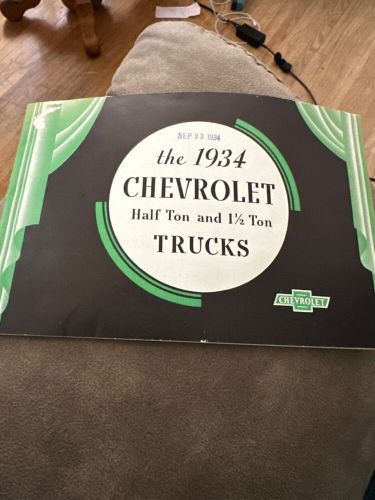 SEP 23 1934
the 1934
CHEVROLET
Half Ton and 1½ Ton
TRUCKS
CHEVROLET